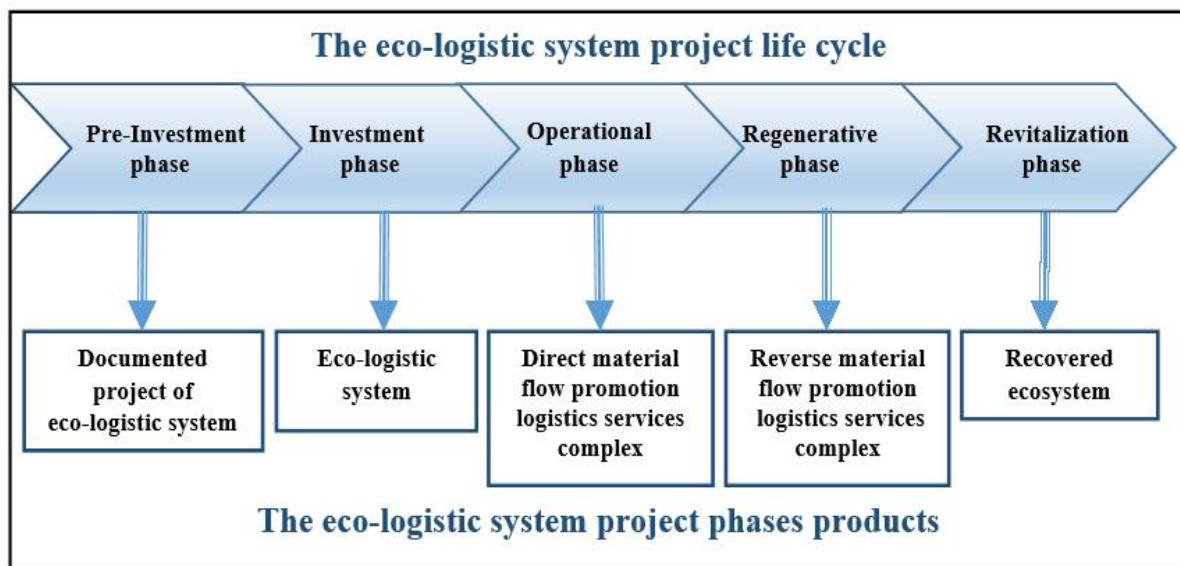 The eco-logistic system project life cycle
Pre-Investment
phase
Investment
phase
Operational
phase
Regenerative
phase
Revitalization
phase
Documented
project of
eco-logistic system
Eco-logistic
system
Direct material
flow promotion
logistics services
complex
Reverse material
flow promotion
logistics services
complex
Recovered
ecosystem
The eco-logistic system project phases products